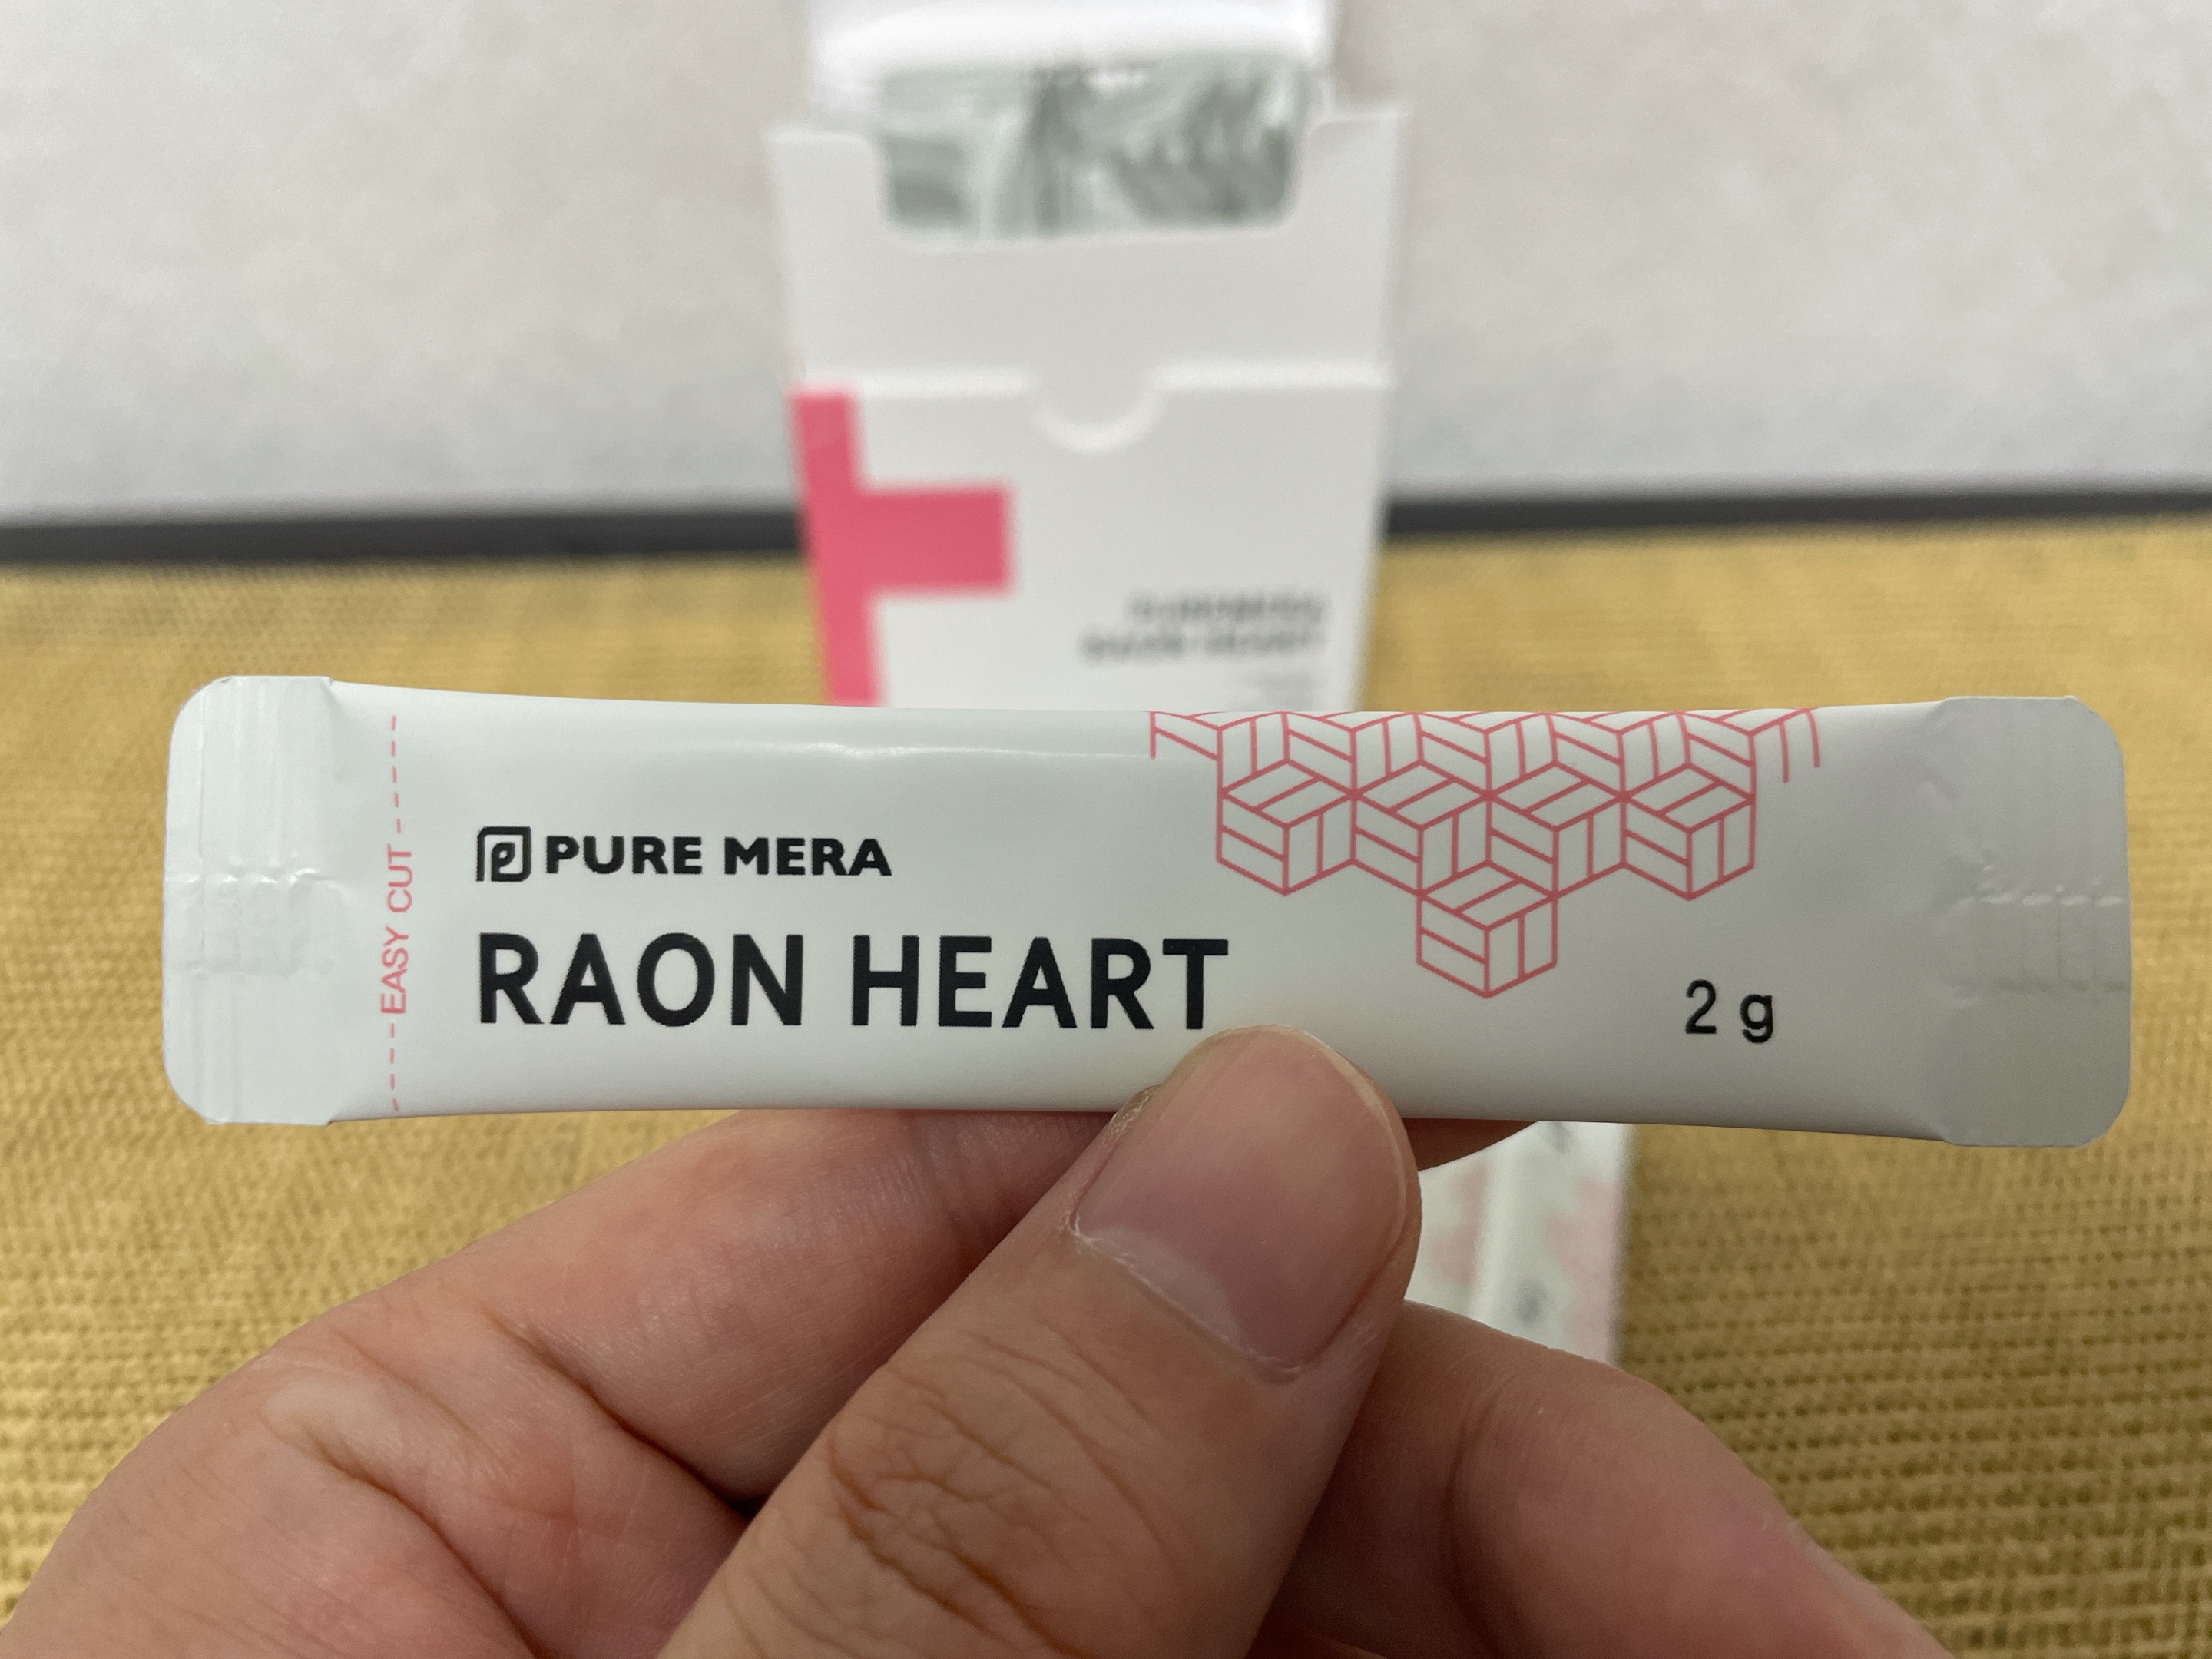 PURE MERA
RAON HEART
EASY CUT
2 g